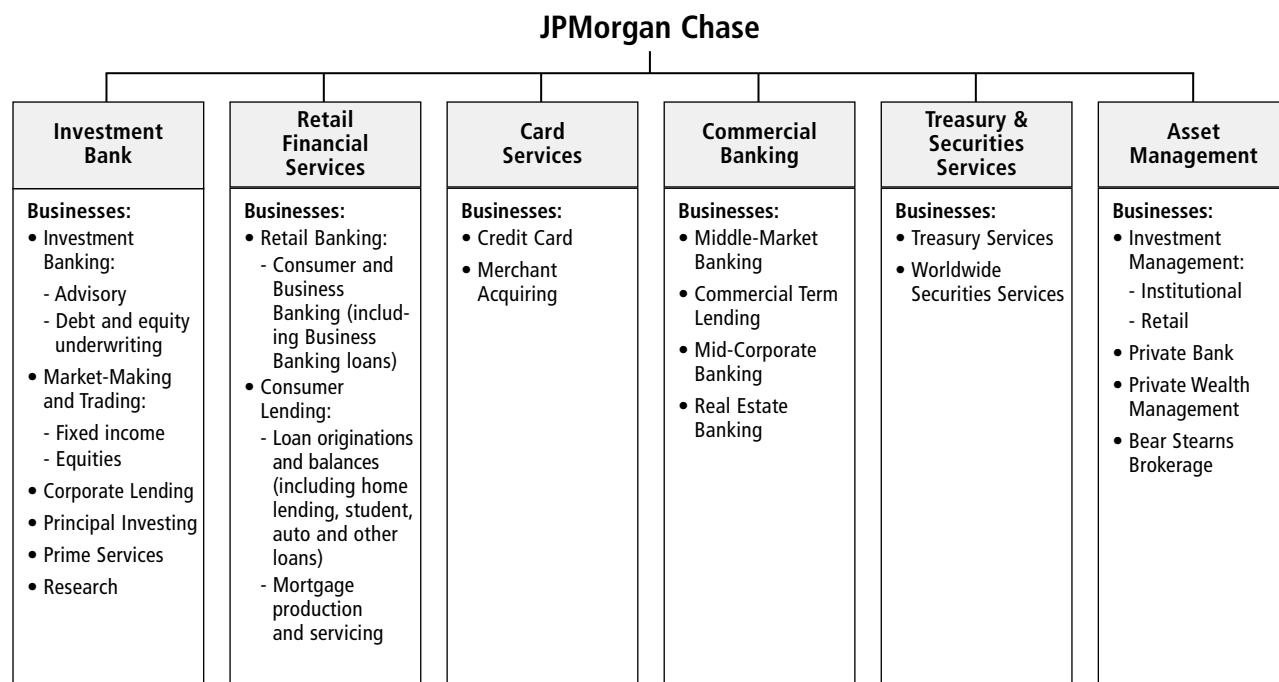 JPMorgan Chase
Investment
Bank
Businesses:
• Investment
Banking:
- Advisory
- Debt and equity
underwriting
• Market-Making
and Trading:
- Fixed income
- Equities
• Corporate Lending
• Principal Investing
• Prime Services
• Research
Retail
Financial
Services
Businesses:
• Retail Banking:
- Consumer and
Business
Banking (includ-
ing Business
Banking loans)
• Consumer
Lending:
- Loan originations
and balances
(including home
lending, student,
auto and other
loans)
- Mortgage
production
and servicing
Card
Services
Businesses:
• Credit Card
• Merchant
Acquiring
Commercial
Banking
Businesses:
• Middle-Market
Banking
• Commercial Term
Lending
• Mid-Corporate
Banking
• Real Estate
Banking
Treasury &
Securities
Services
Businesses:
• Treasury Services
• Worldwide
Securities Services
Asset
Management
Businesses:
• Investment
Management:
- Institutional
- Retail
• Private Bank
• Private Wealth
Management
• Bear Stearns
Brokerage